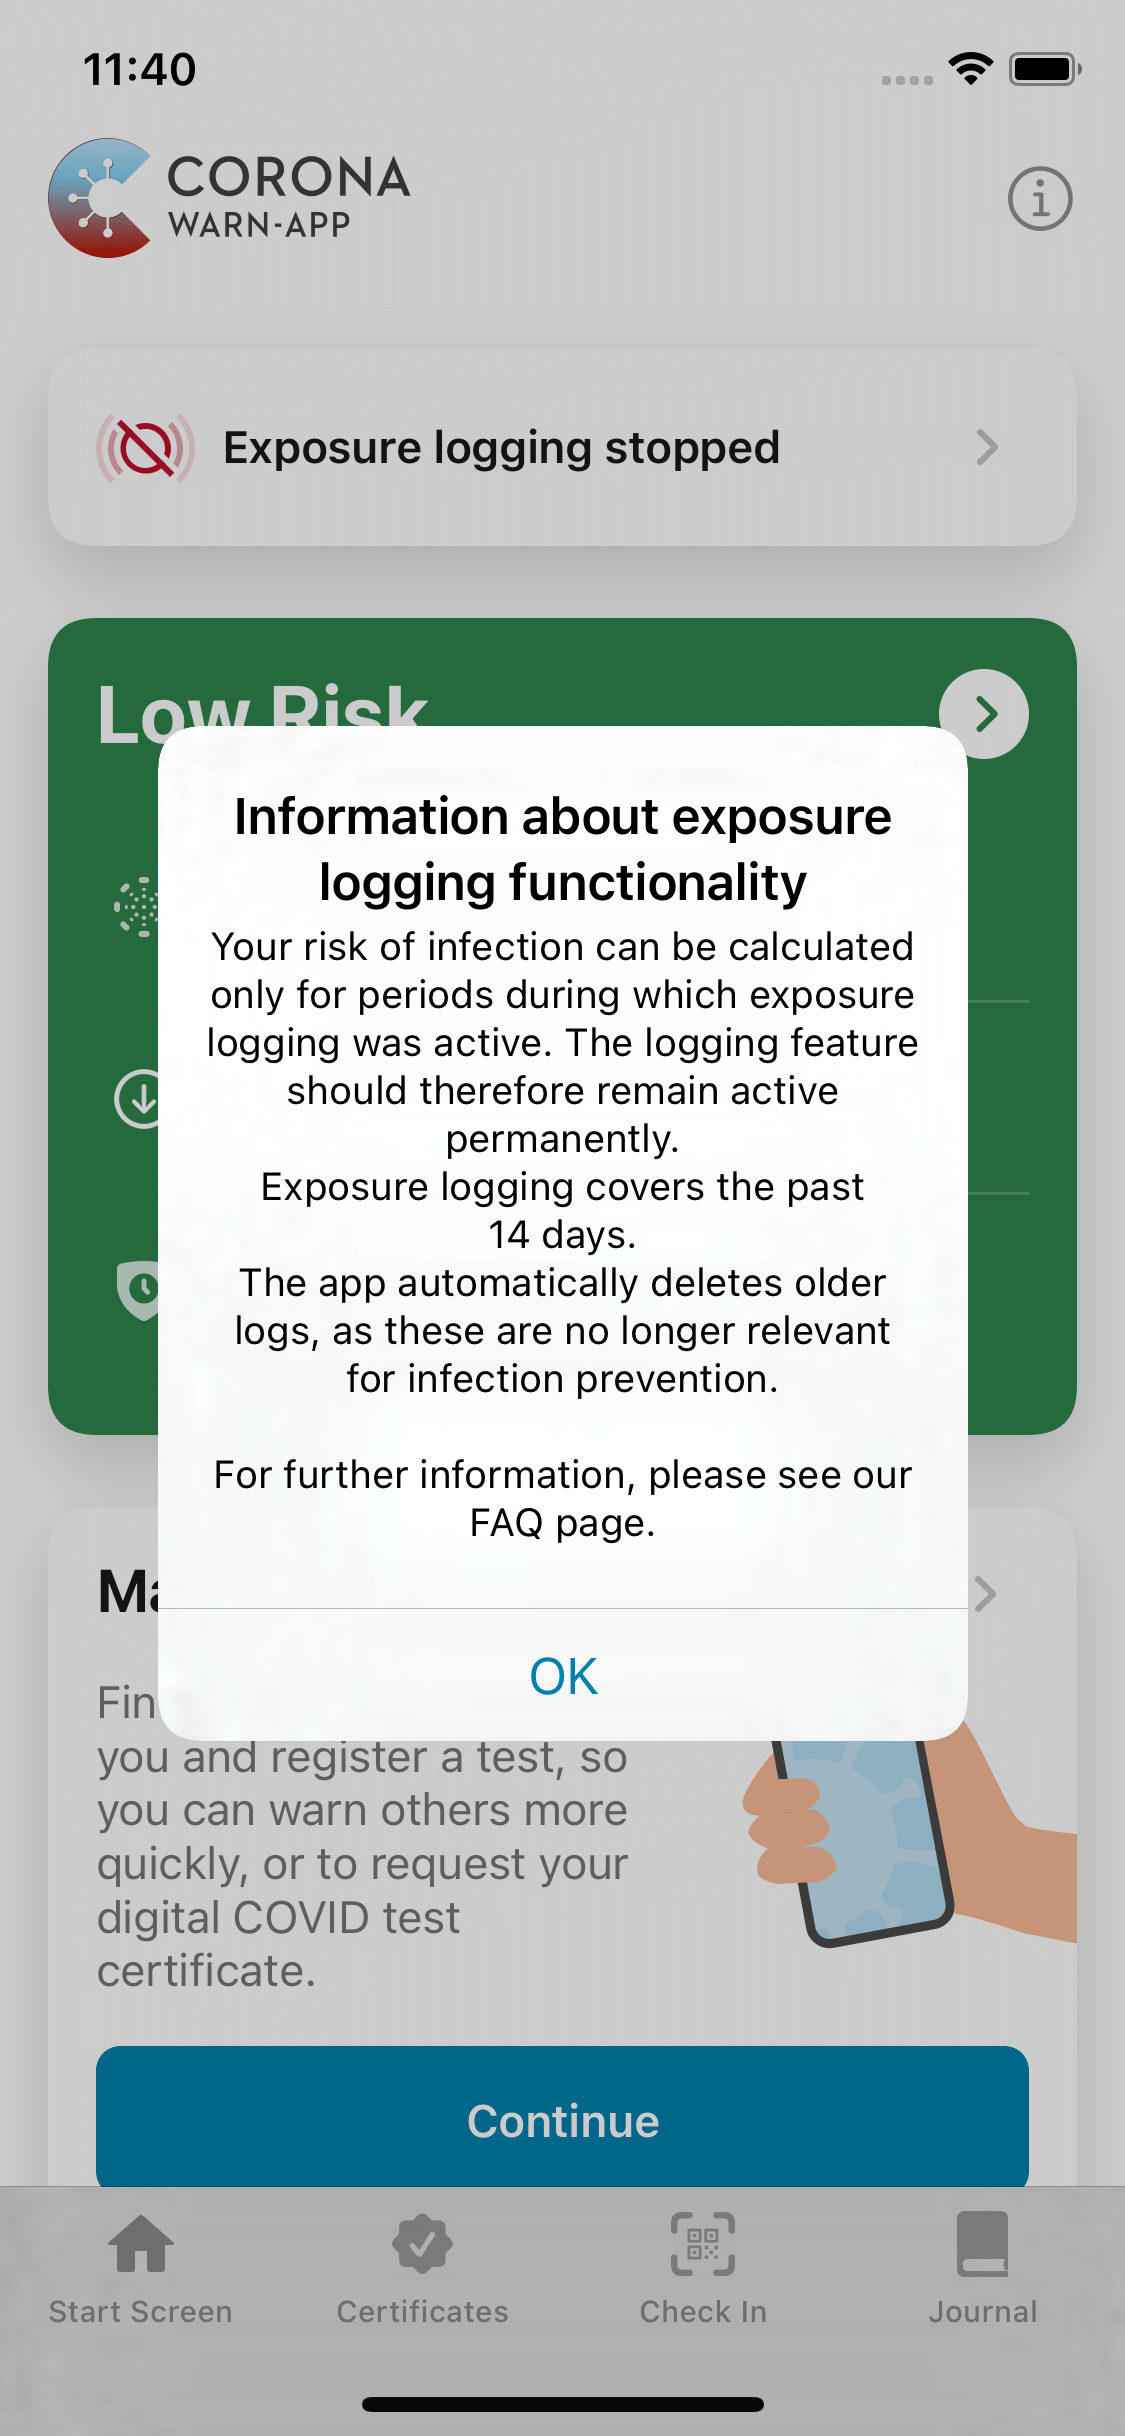 11:40
CORONA
WARN-APP
Exposure logging stopped
Low Risk
Information about exposure
logging functionality
Your risk of infection can be calculated
only for periods during which exposure
logging was active. The logging feature
should therefore remain active
permanently.
Exposure logging covers the past
14 days.
The app automatically deletes older
logs, as these are no longer relevant
for infection prevention.
For further information, please see our
FAQ page.
OK
you and register a test, so
you can warn others more
quickly, or to request your
digital COVID test
certificate.
Continue
Start Screen
Certificates
Check In
Journal